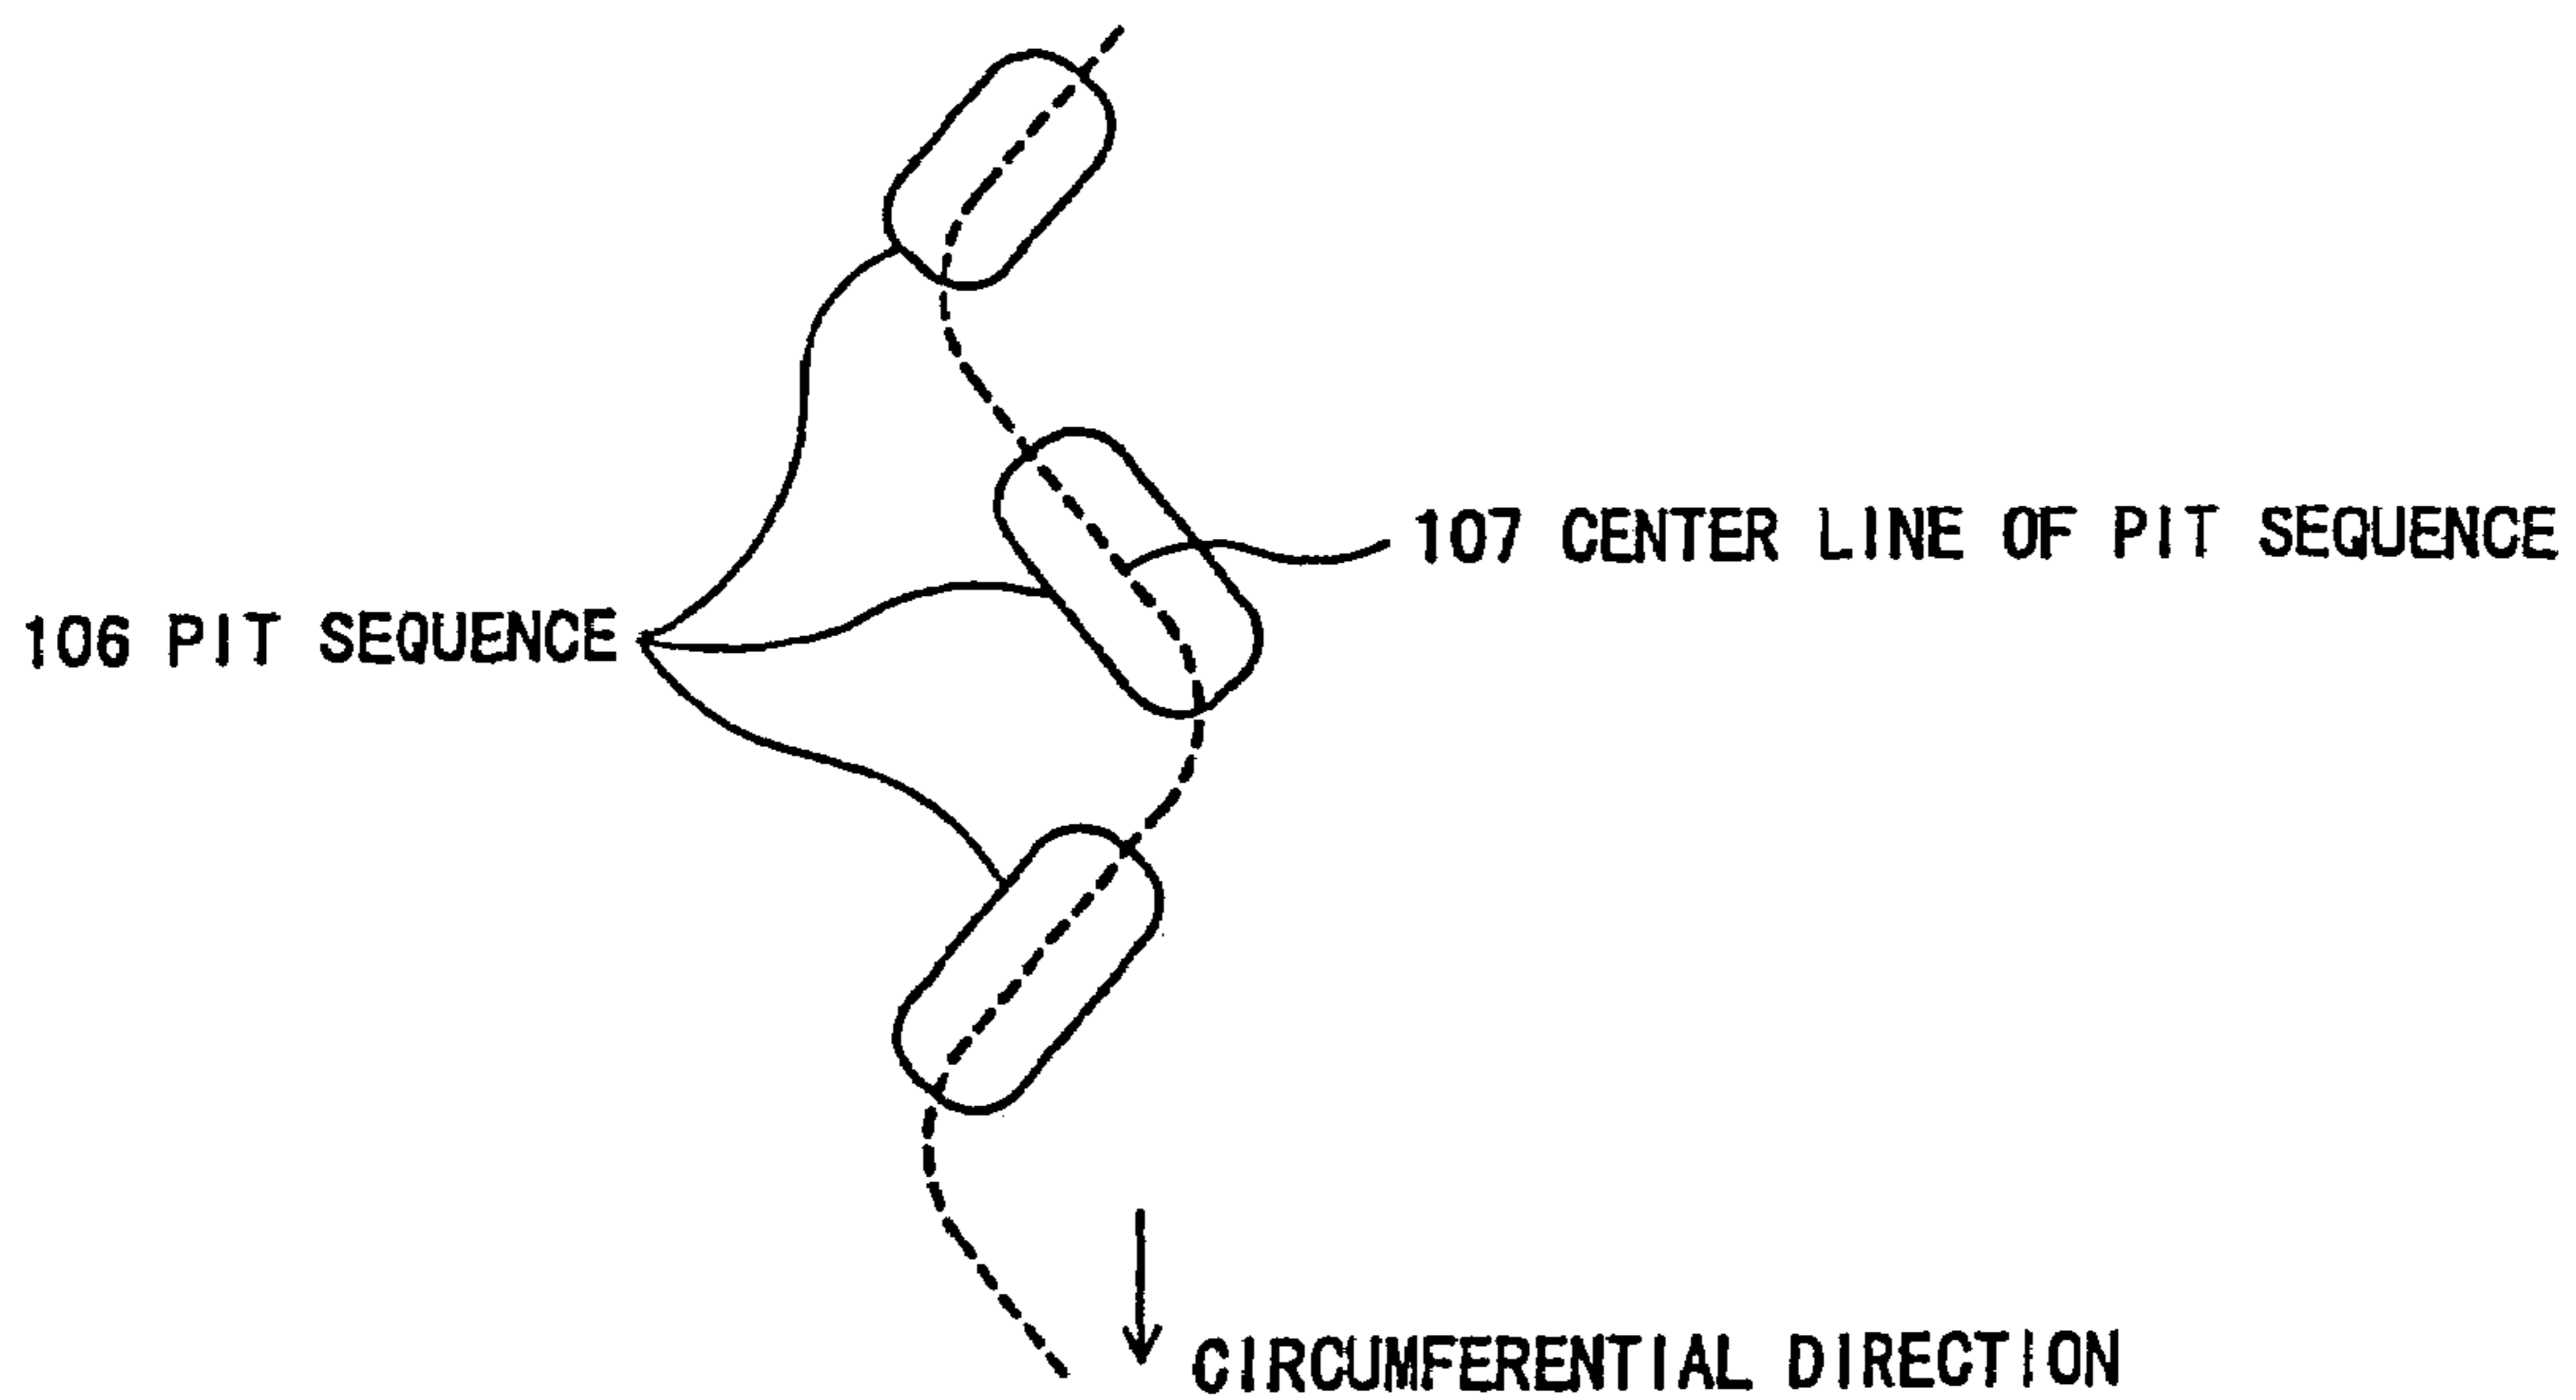 107 CENTER LINE OF PIT SEQUENCE
106 PIT SEQUENCE
CIRCUMFERENTIAL DIRECTION